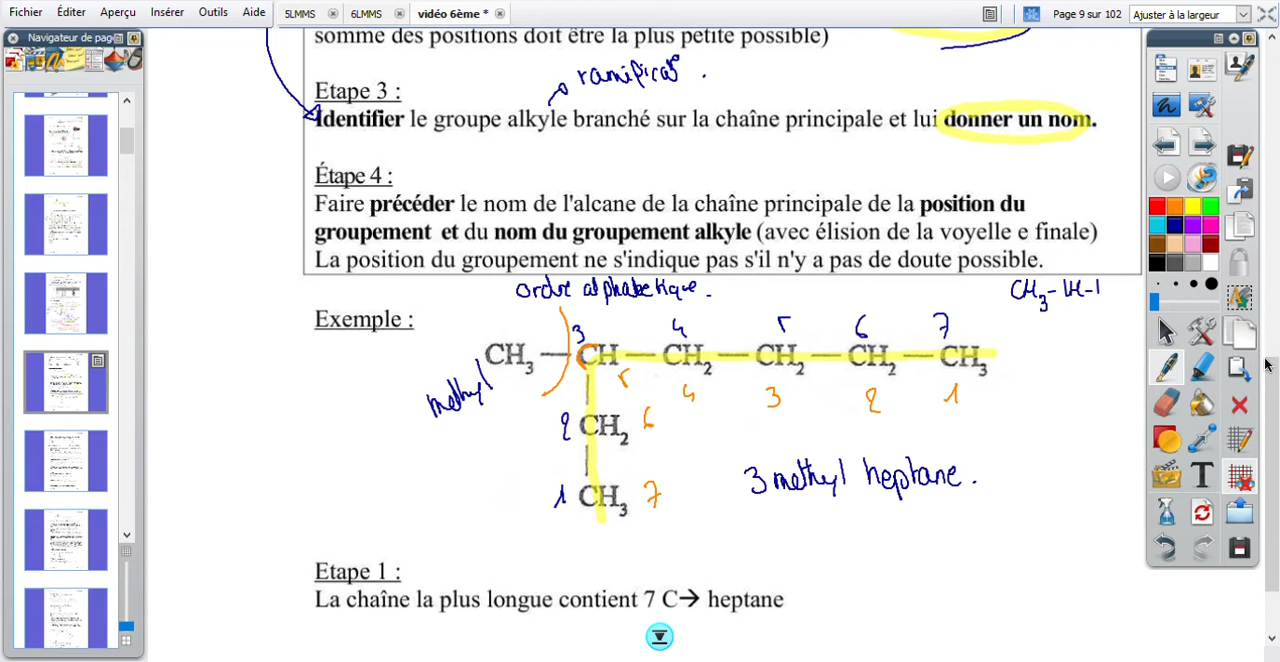 Fichier Éditer Aperçu Insérer Outils Aide 5LMMS 6LMMS vidéo 6ème * Page 9 sur 102 Ajuster à la largeur
Navigateur de page
somme des positions doit être la plus petite possible)
ramificat°
Etape 3 :
Identifier le groupe alkyle branché sur la chaîne principale et lui donner un nom.
Étape 4 :
Faire précéder le nom de l'alcane de la chaîne principale de la position du
groupement et du nom du groupement alkyle (avec élision de la voyelle e finale)
La position du groupement ne s'indique pas s'il n'y a pas de doute possible.
ordre alphabetique.
Exemple :
3 4 5 6 7
CH3 — CH — CH2 — CH2 — CH2 — CH3
methyl 5 4 3 2 1
2 CH2 6
3 methyl heptane.
1 CH3 7
Etape 1 :
La chaîne la plus longue contient 7 C→ heptane